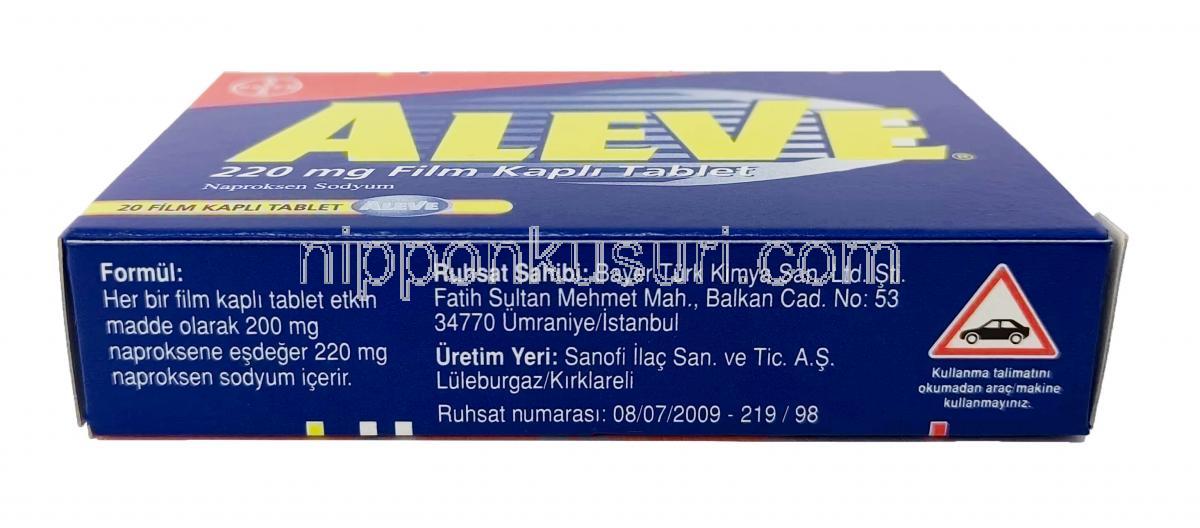 ALEVE®
220 mg Film Kaplı Tablet
Naproksen Sodyum
20 FİLM KAPLI TABLET ALEVE
nipponkusuri.com
Formül:
Her bir film kaplı tablet etkin
madde olarak 200 mg
naproksene eşdeğer 220 mg
naproksen sodyum içerir.
Ruhsat Sahibi: Bayer Türk Kimya San. Ltd. Şti.
Fatih Sultan Mehmet Mah., Balkan Cad. No: 53
34770 Ümraniye/İstanbul
Üretim Yeri: Sanofi İlaç San. ve Tic. A.Ş.
Lüleburgaz/Kırklareli
Ruhsat numarası: 08/07/2009 - 219 / 98
Kullanma talimatını
okumadan araç/makine
kullanmayınız.